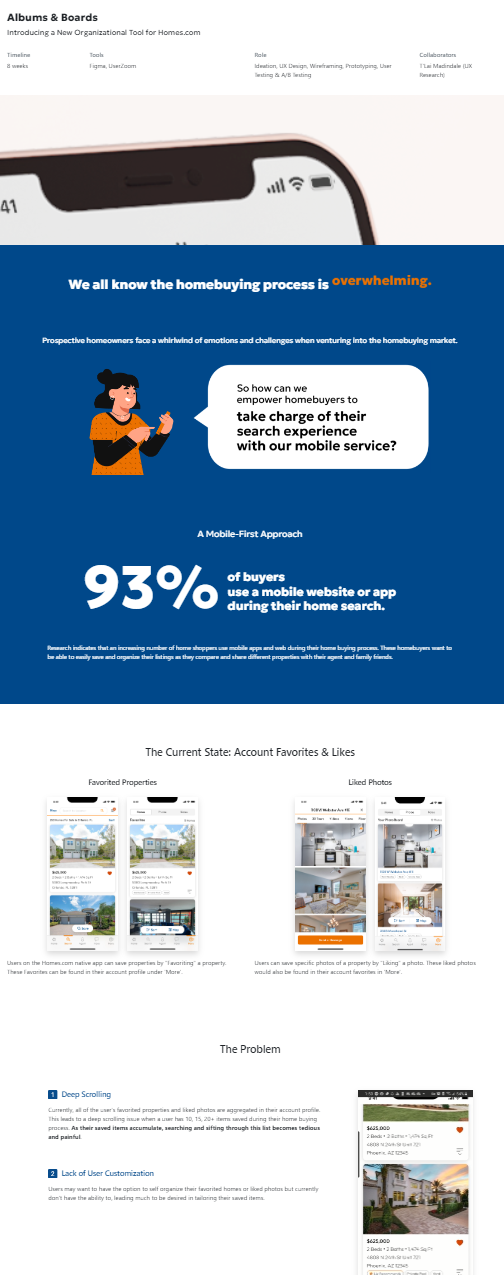 Albums & Boards
Introducing a New Organizational Tool for Homes.com
Timeline
8 weeks
Tools
Figma, UserZoom
Role
Ideation, UX Design, Wireframing, Prototyping, User
Testing & A/B Testing
Collaborators
T'Lai Madindale (UX
Research)
41
We all know the homebuying process is overwhelming.
Prospective homeowners face a whirlwind of emotions and challenges when venturing into the homebuying market.
So how can we
empower homebuyers to
take charge of their
search experience
with our mobile service?
A Mobile-First Approach
93%
of buyers
use a mobile website or app
during their home search.
Research indicates that an increasing number of home shoppers use mobile apps and web during their home buying process. These homebuyers want to
be able to easily save and organize their listings as they compare and share different properties with their agent and family friends.
The Current State: Account Favorites & Likes
Favorited Properties
Liked Photos
Favorites
$625,000
$625,000
Users on the Homes.com native app can save properties by "Favoriting" a property.
These Favorites can be found in their account profile under 'More'.
Users can save specific photos of a property by "Liking" a photo. These liked photos
would also be found in their account favorites in 'More'.
The Problem
1 Deep Scrolling
Currently, all of the user's favorited properties and liked photos are aggregated in their account profile.
This leads to a deep scrolling issue when a user has 10, 15, 20+ items saved during their home buying
process. As their saved items accumulate, searching and sifting through this list becomes tedious
and painful.
2 Lack of User Customization
Users may want to have the option to self organize their favorited homes or liked photos but currently
don't have the ability to, leading much to be desired in tailoring their saved items.
$625,000
2 Beds • 2 Baths • 1,474 Sq Ft
Phoenix, AZ 12345
$625,000
2 Beds • 2 Baths • 1,474 Sq Ft
Phoenix, AZ 12345